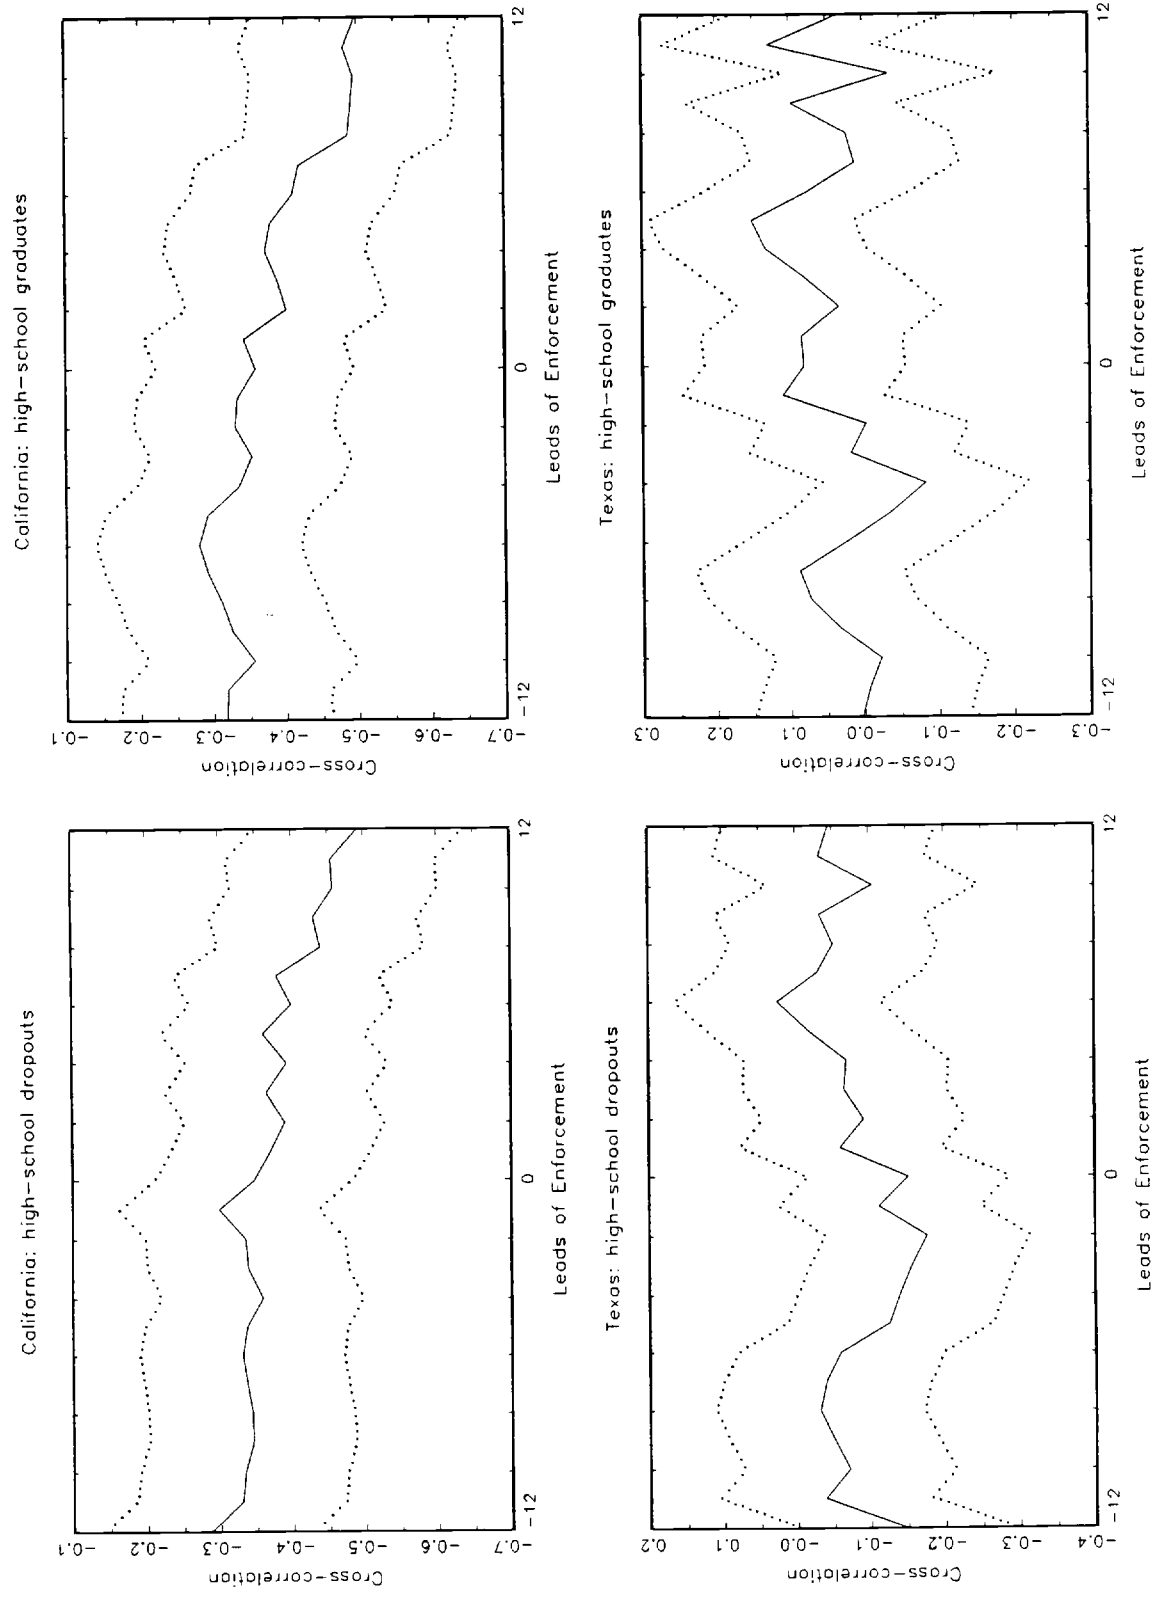 California: high-school dropouts
Cross-correlation
-0.1
-0.2
-0.3
-0.4
-0.5
-0.6
-0.7
-12 0 12
Leads of Enforcement
California: high-school graduates
Cross-correlation
-0.1
-0.2
-0.3
-0.4
-0.5
-0.6
-0.7
-12 0 12
Leads of Enforcement
Texas: high-school dropouts
Cross-correlation
0.2
0.1
-0.0
-0.1
-0.2
-0.3
-0.4
-12 0 12
Leads of Enforcement
Texas: high-school graduates
Cross-correlation
0.3
0.2
0.1
-0.0
-0.1
-0.2
-0.3
-12 0 12
Leads of Enforcement